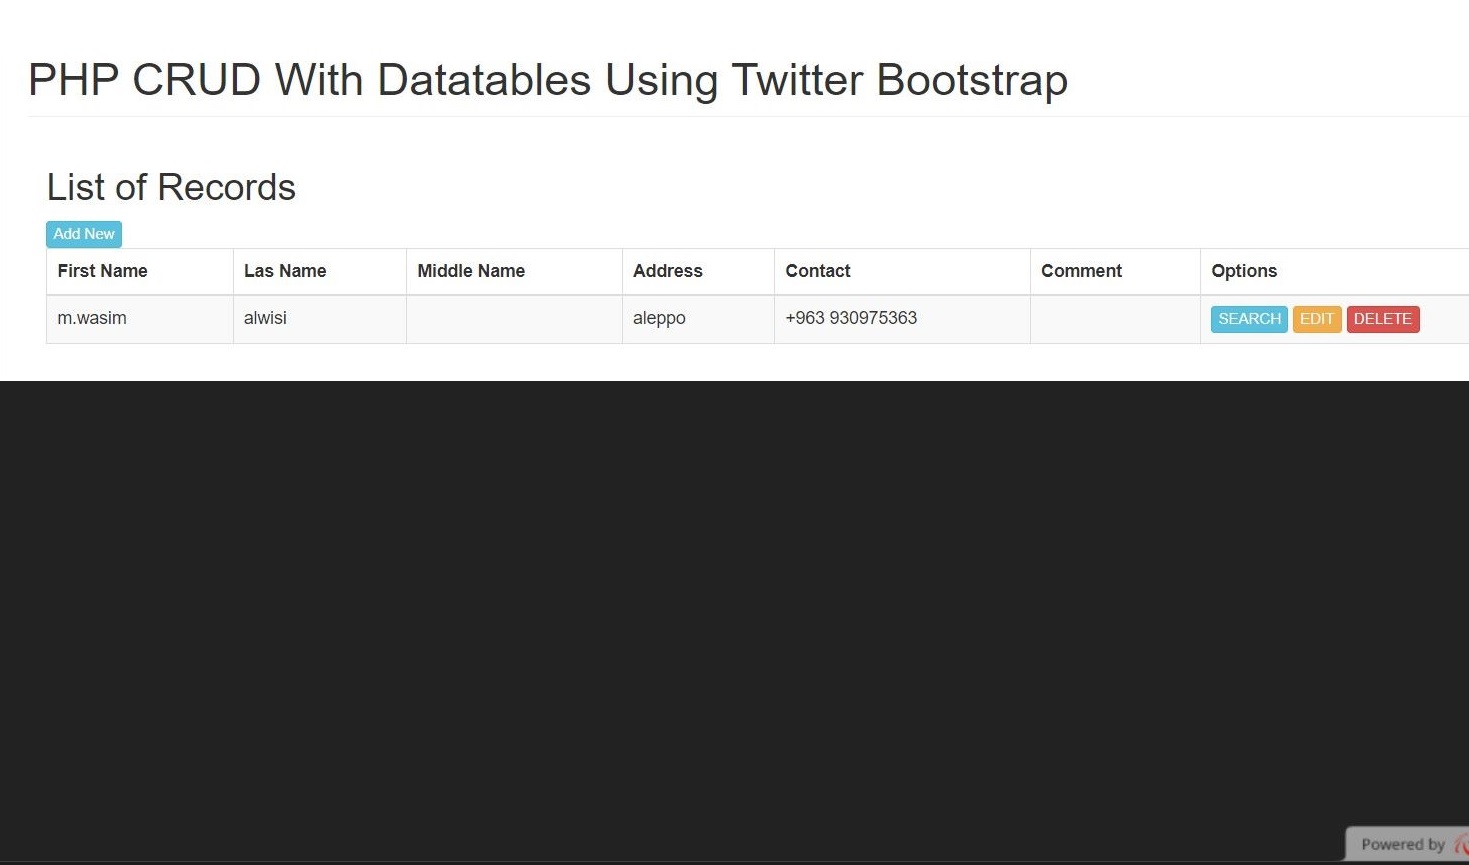 PHP CRUD With Datatables Using Twitter Bootstrap
List of Records
Add New
First Name Las Name Middle Name Address Contact Comment Options
m.wasim alwisi aleppo +963 930975363 SEARCH EDIT DELETE
Powered by